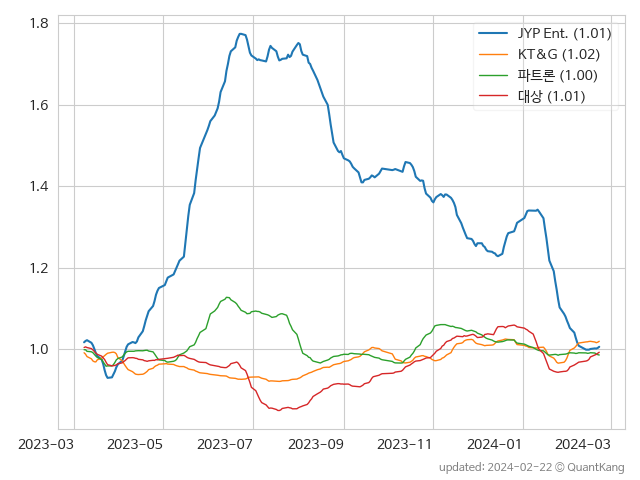 1.8
1.6
1.4
1.2
1.0
JYP Ent. (1.01)
KT&G (1.02)
파트론 (1.00)
대상 (1.01)
2023-03 2023-05 2023-07 2023-09 2023-11 2024-01 2024-03
updated: 2024-02-22 © QuantKang